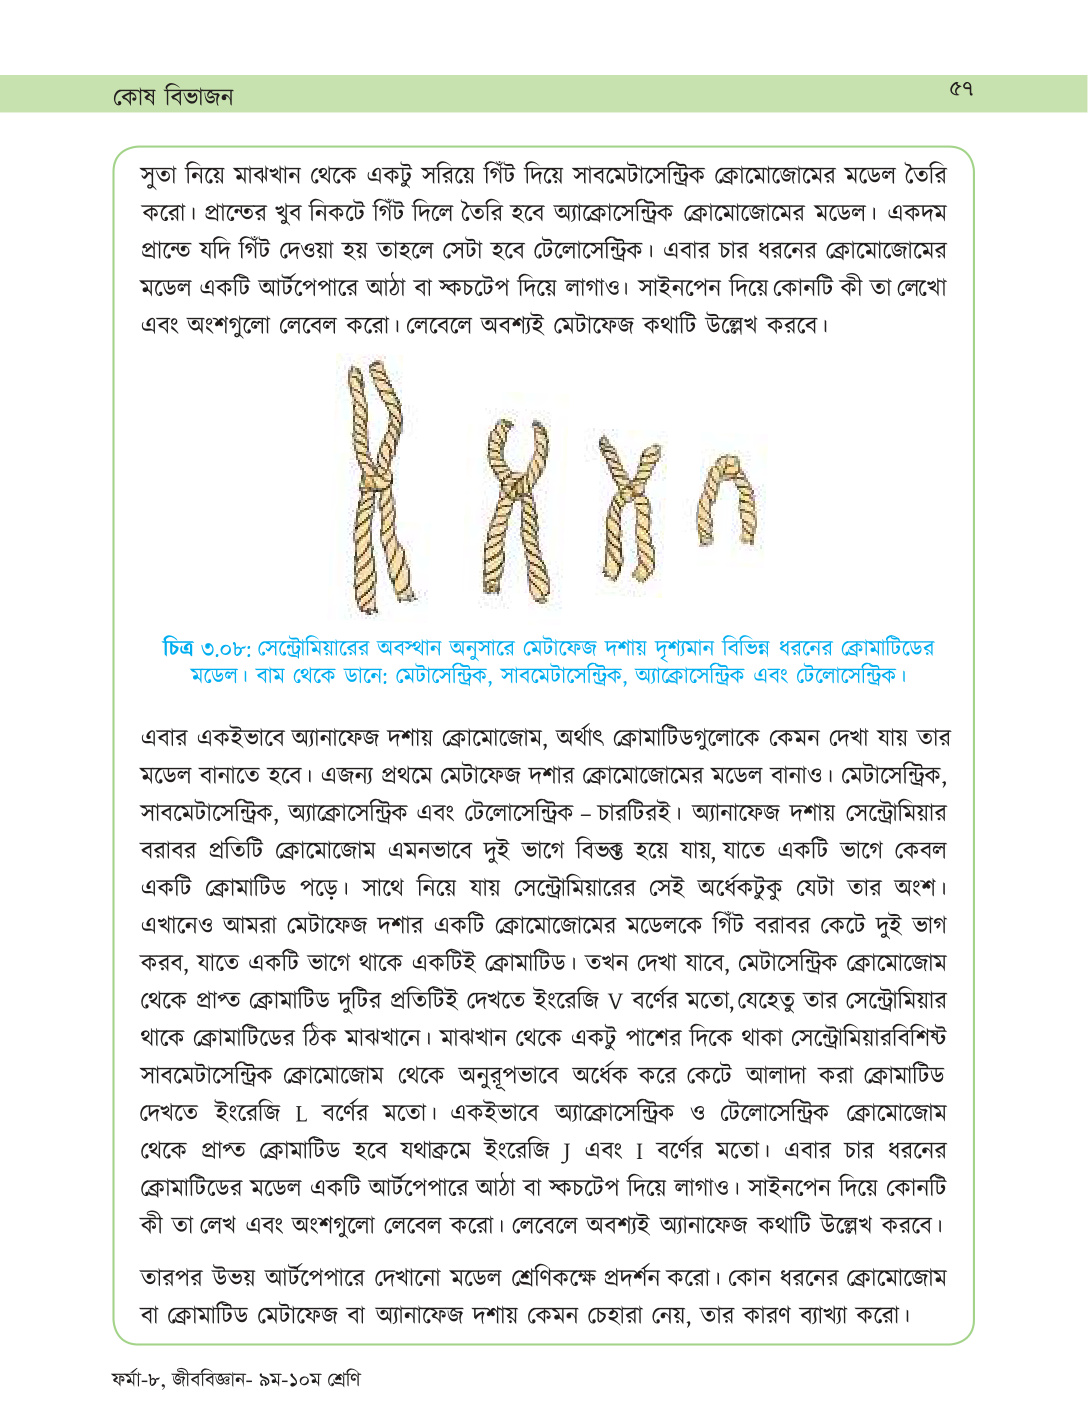 কোষ বিভাজন
৫৭
সুতা নিয়ে মাঝখান থেকে একটু সরিয়ে গিঁট দিয়ে সাবমেটাসেন্ট্রিক ক্রোমোজোমের মডেল তৈরি
করো। প্রান্তের খুব নিকটে গিঁট দিলে তৈরি হবে অ্যাক্রোসেন্ট্রিক ক্রোমোজোমের মডেল। একদম
প্রান্তে যদি গিঁট দেওয়া হয় তাহলে সেটা হবে টেলোসেন্ট্রিক। এবার চার ধরনের ক্রোমোজোমের
মডেল একটি আর্টপেপারে আঠা বা স্কচটেপ দিয়ে লাগাও। সাইনপেন দিয়ে কোনটি কী তা লেখো
এবং অংশগুলো লেবেল করো। লেবেলে অবশ্যই মেটাফেজ কথাটি উল্লেখ করবে।
চিত্র ৩.০৮: সেন্ট্রোমিয়ারের অবস্থান অনুসারে মেটাফেজ দশায় দৃশ্যমান বিভিন্ন ধরনের ক্রোমাটিডের
মডেল। বাম থেকে ডানে: মেটাসেন্ট্রিক, সাবমেটাসেন্ট্রিক, অ্যাক্রোসেন্ট্রিক এবং টেলোসেন্ট্রিক।
এবার একইভাবে অ্যানাফেজ দশায় ক্রোমোজোম, অর্থাৎ ক্রোমাটিডগুলোকে কেমন দেখা যায় তার
মডেল বানাতে হবে। এজন্য প্রথমে মেটাফেজ দশার ক্রোমোজোমের মডেল বানাও। মেটাসেন্ট্রিক,
সাবমেটাসেন্ট্রিক, অ্যাক্রোসেন্ট্রিক এবং টেলোসেন্ট্রিক – চারটিরই। অ্যানাফেজ দশায় সেন্ট্রোমিয়ার
বরাবর প্রতিটি ক্রোমোজোম এমনভাবে দুই ভাগে বিভক্ত হয়ে যায়, যাতে একটি ভাগে কেবল
একটি ক্রোমাটিড পড়ে। সাথে নিয়ে যায় সেন্ট্রোমিয়ারের সেই অর্ধেকটুকু যেটা তার অংশ।
এখানেও আমরা মেটাফেজ দশার একটি ক্রোমোজোমের মডেলকে গিঁট বরাবর কেটে দুই ভাগ
করব, যাতে একটি ভাগে থাকে একটিই ক্রোমাটিড। তখন দেখা যাবে, মেটাসেন্ট্রিক ক্রোমোজোম
থেকে প্রাপ্ত ক্রোমাটিড দুটির প্রতিটিই দেখতে ইংরেজি V বর্ণের মতো, যেহেতু তার সেন্ট্রোমিয়ার
থাকে ক্রোমাটিডের ঠিক মাঝখানে। মাঝখান থেকে একটু পাশের দিকে থাকা সেন্ট্রোমিয়ারবিশিষ্ট
সাবমেটাসেন্ট্রিক ক্রোমোজোম থেকে অনুরূপভাবে অর্ধেক করে কেটে আলাদা করা ক্রোমাটিড
দেখতে ইংরেজি L বর্ণের মতো। একইভাবে অ্যাক্রোসেন্ট্রিক ও টেলোসেন্ট্রিক ক্রোমোজোম
থেকে প্রাপ্ত ক্রোমাটিড হবে যথাক্রমে ইংরেজি J এবং I বর্ণের মতো। এবার চার ধরনের
ক্রোমাটিডের মডেল একটি আর্টপেপারে আঠা বা স্কচটেপ দিয়ে লাগাও। সাইনপেন দিয়ে কোনটি
কী তা লেখ এবং অংশগুলো লেবেল করো। লেবেলে অবশ্যই অ্যানাফেজ কথাটি উল্লেখ করবে।
তারপর উভয় আর্টপেপারে দেখানো মডেল শ্রেণিকক্ষে প্রদর্শন করো। কোন ধরনের ক্রোমোজোম
বা ক্রোমাটিড মেটাফেজ বা অ্যানাফেজ দশায় কেমন চেহারা নেয়, তার কারণ ব্যাখ্যা করো।
ফর্মা-৮, জীববিজ্ঞান- ৯ম-১০ম শ্রেণি